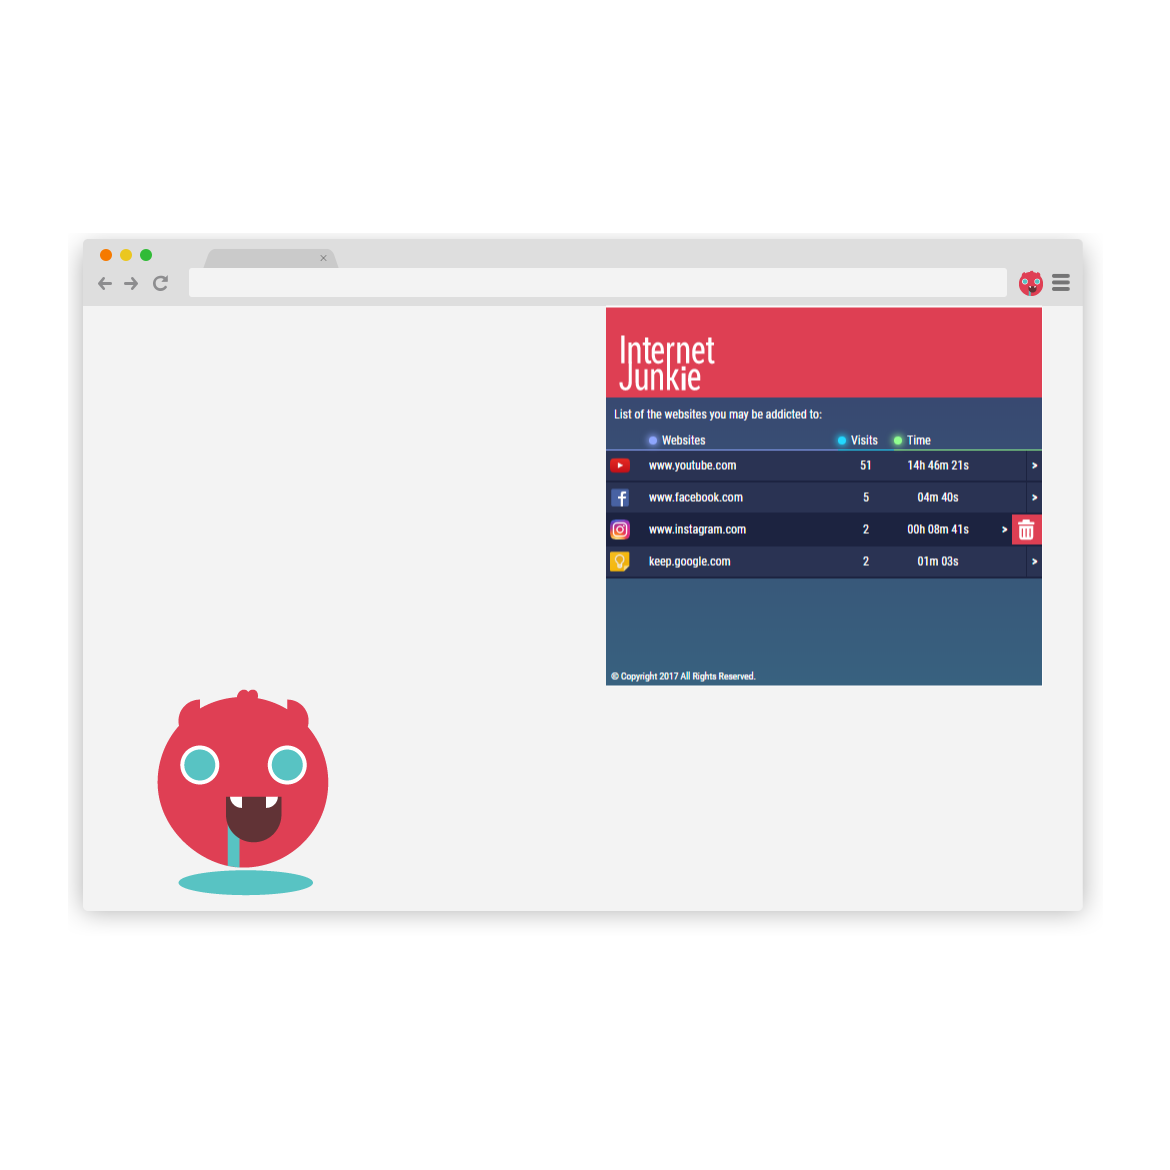 Internet
Junkie
List of the websites you may be addicted to:
Websites Visits Time
www.youtube.com 51 14h 46m 21s >
www.facebook.com 5 04m 40s >
www.instagram.com 2 00h 08m 41s >
keep.google.com 2 01m 03s >
© Copyright 2017 All Rights Reserved.